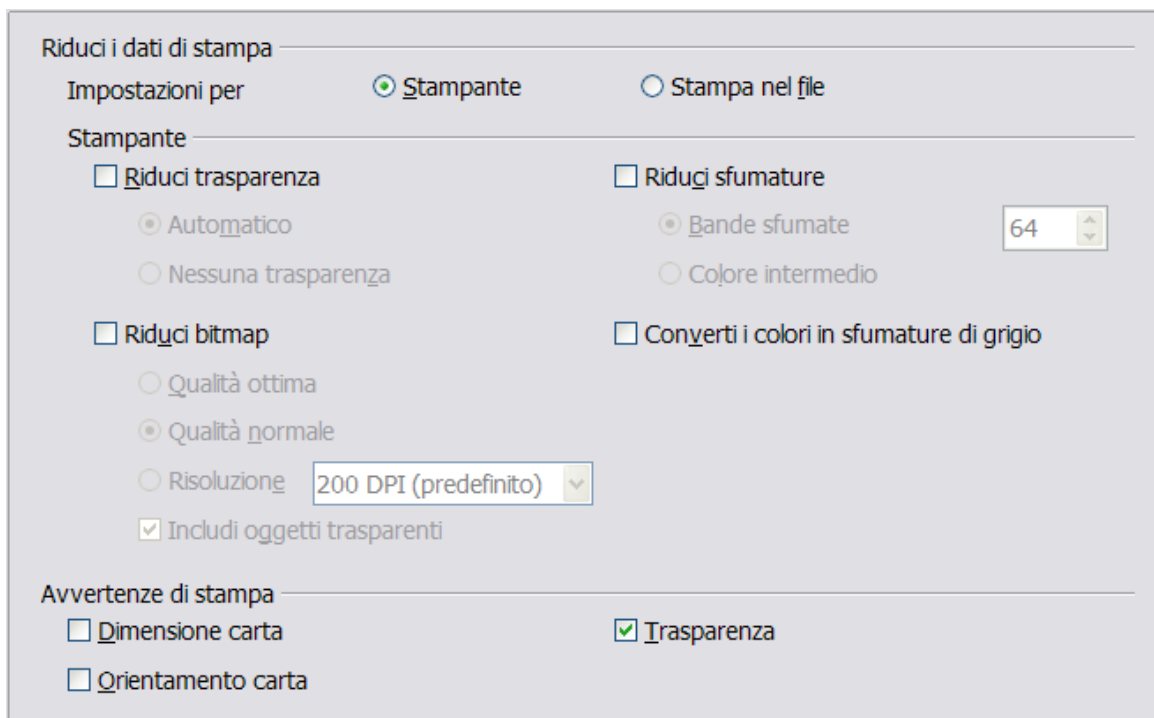 Riduci i dati di stampa
Impostazioni per Stampante Stampa nel file
Stampante
Riduci trasparenza Riduci sfumature
Automatico Bande sfumate 64
Nessuna trasparenza Colore intermedio
Riduci bitmap Converti i colori in sfumature di grigio
Qualità ottima
Qualità normale
Risoluzione 200 DPI (predefinito)
Includi oggetti trasparenti
Avvertenze di stampa
Dimensione carta Trasparenza
Orientamento carta